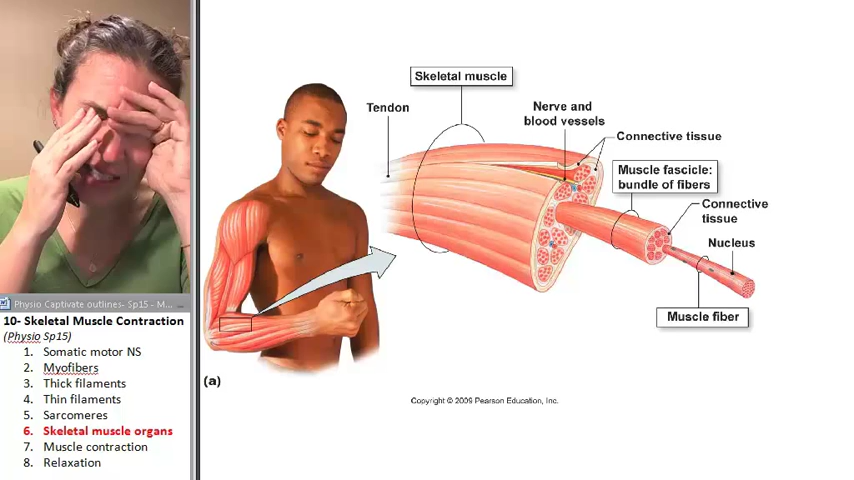 Skeletal muscle
Tendon
Nerve and
blood vessels
Connective tissue
Muscle fascicle:
bundle of fibers
Connective
tissue
Nucleus
Muscle fiber
(a)
Copyright © 2009 Pearson Education, Inc.
Physio Captivate outlines- Sp15 - M...
10- Skeletal Muscle Contraction
(Physio Sp15)
1. Somatic motor NS
2. Myofibers
3. Thick filaments
4. Thin filaments
5. Sarcomeres
6. Skeletal muscle organs
7. Muscle contraction
8. Relaxation